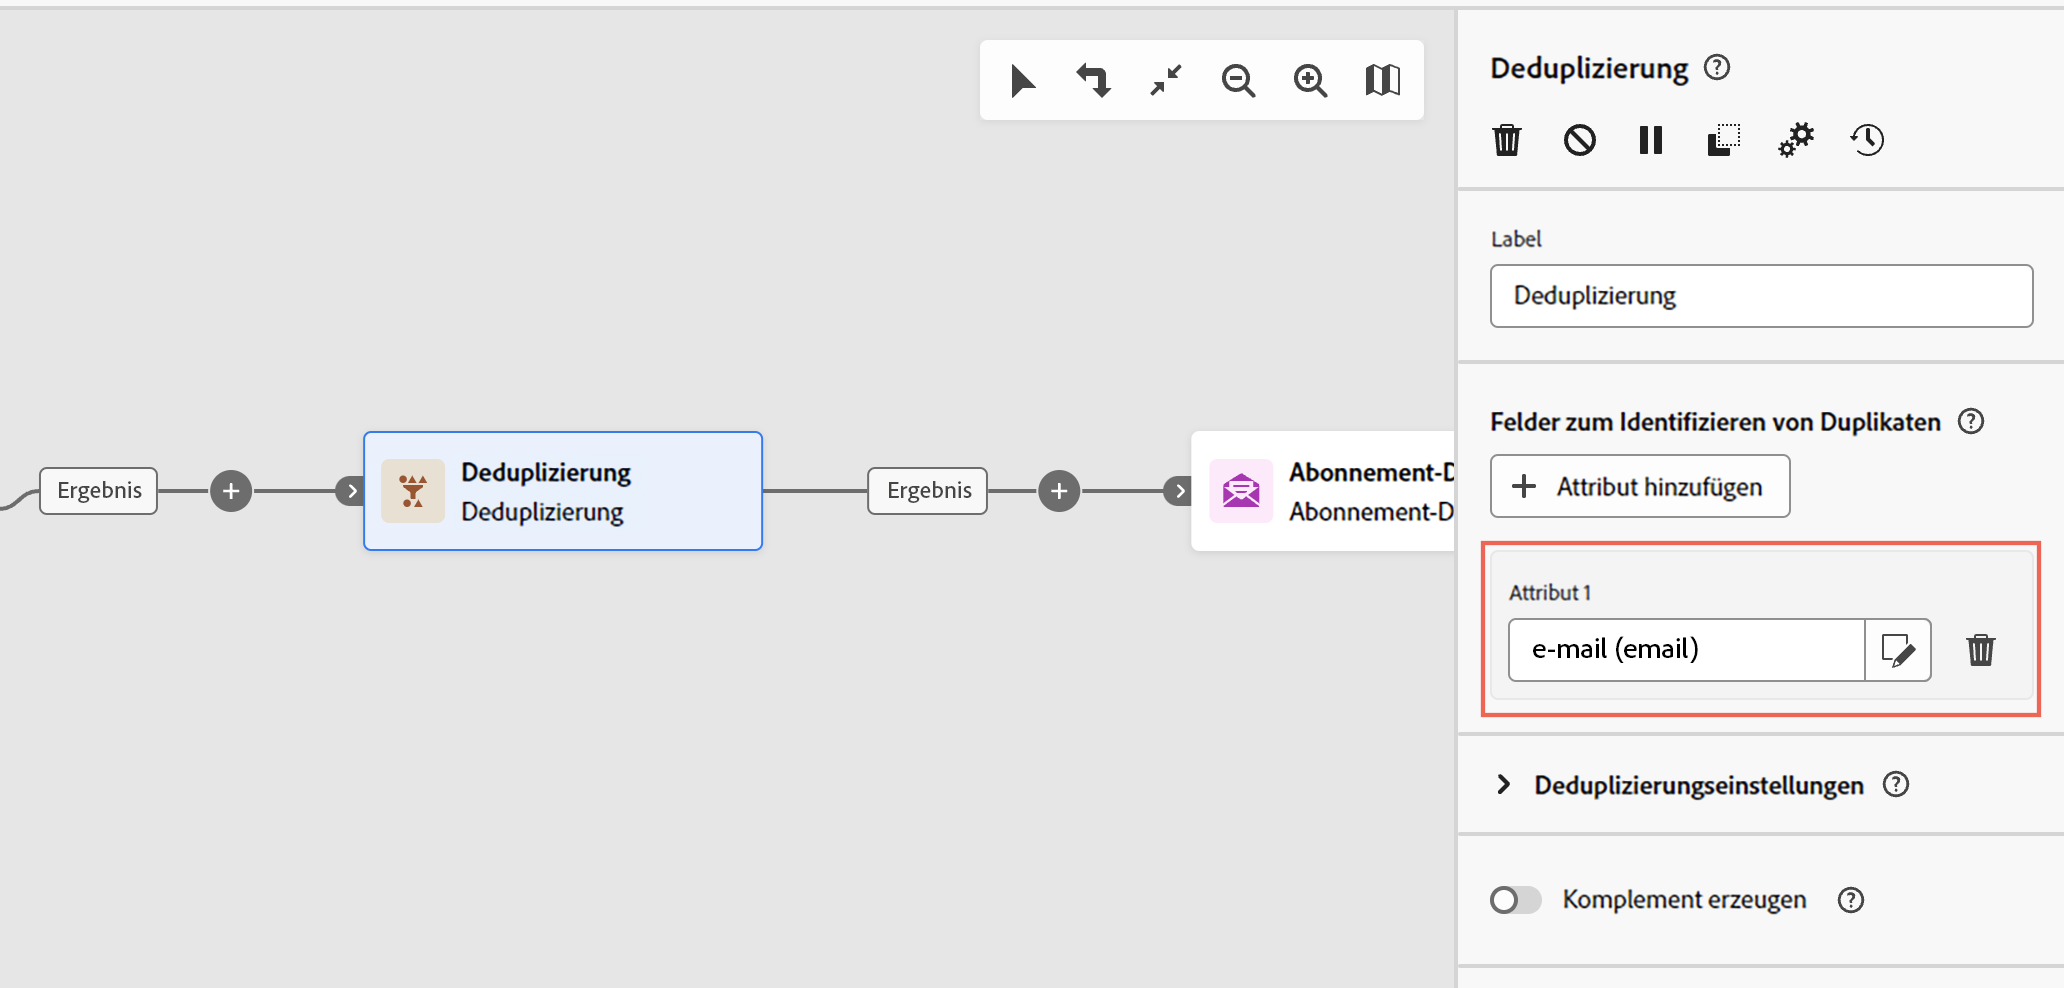 Ergebnis
Deduplizierung
Deduplizierung
Ergebnis
Abonnement-D
Abonnement-D
Deduplizierung
Label
Deduplizierung
Felder zum Identifizieren von Duplikaten
Attribut hinzufügen
Attribut 1
e-mail (email)
Deduplizierungseinstellungen
Komplement erzeugen